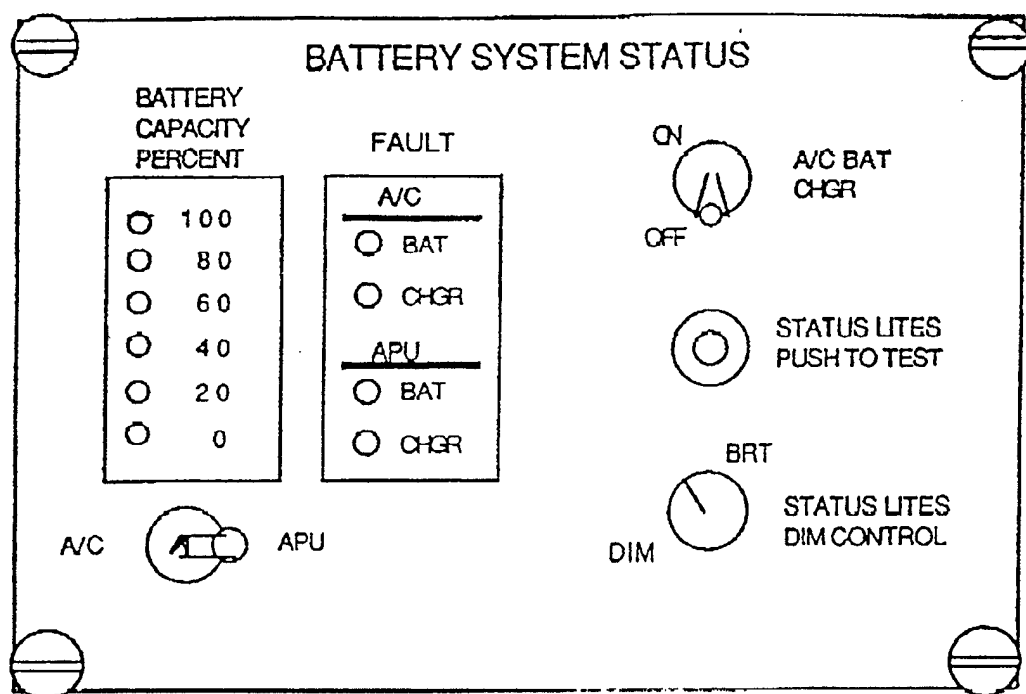 BATTERY SYSTEM STATUS
BATTERY
CAPACITY
PERCENT
100
80
60
40
20
0
FAULT
A/C
BAT
CHGR
APU
BAT
CHGR
A/C
APU
ON
OFF
A/C BAT
CHGR
STATUS LITES
PUSH TO TEST
BRT
DIM
STATUS LITES
DIM CONTROL